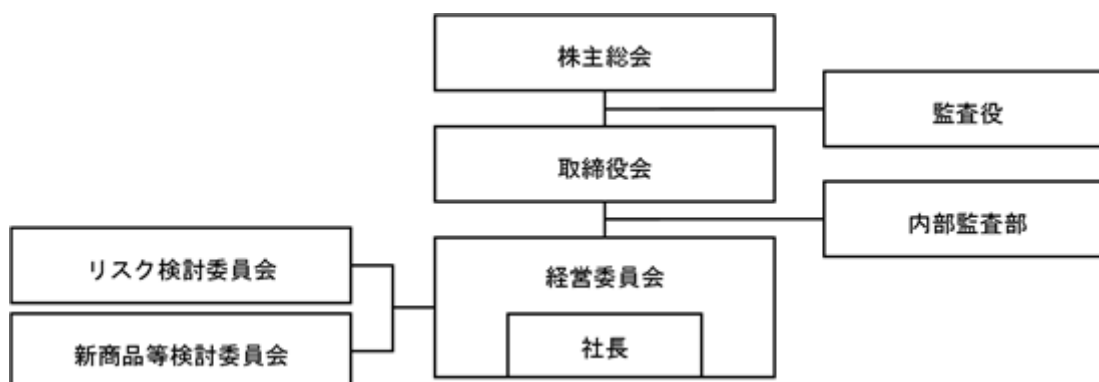 株主総会
監査役
取締役会
内部監査部
リスク検討委員会
経営委員会
新商品等検討委員会
社長